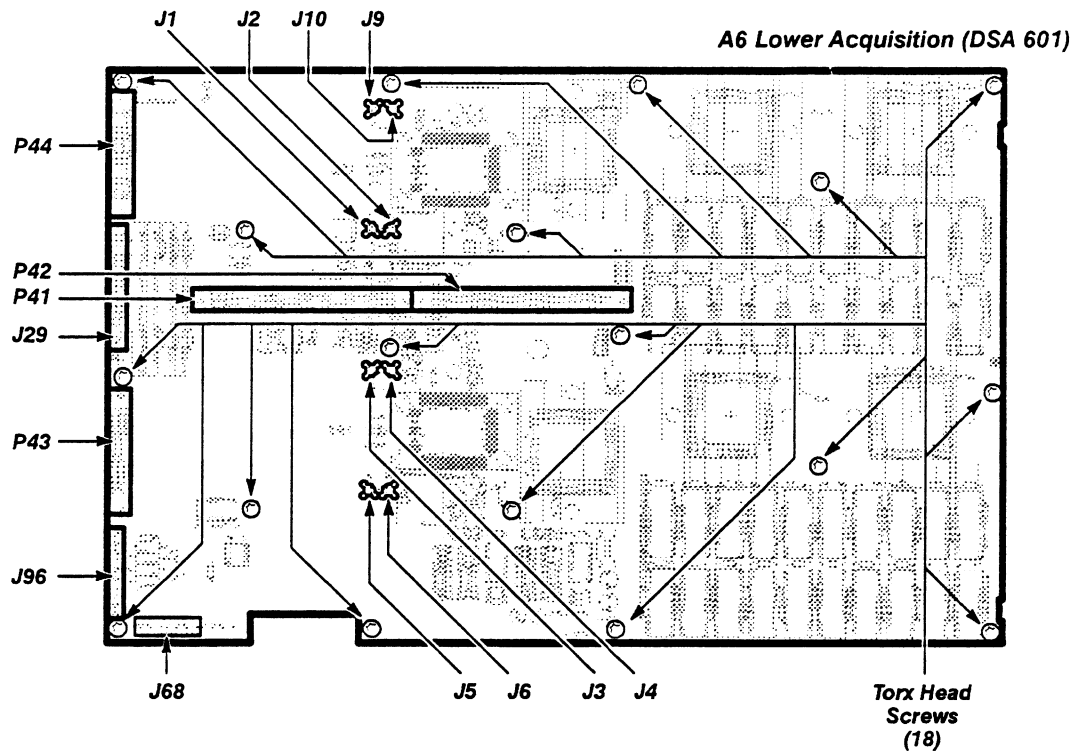 J1
J2
J10
J9
A6 Lower Acquisition (DSA 601)
P44
P42
P41
J29
P43
J96
J68
J5
J6
J3
J4
Torx Head
Screws
(18)